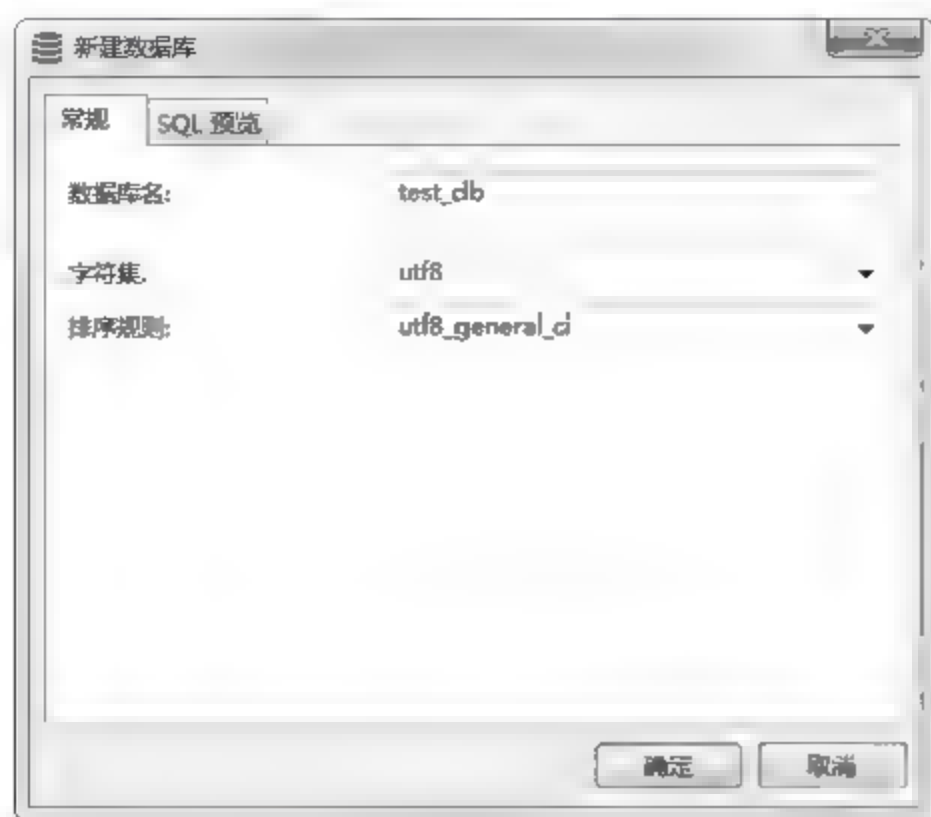 新建数据库
常规 SQL 预览
数据库名: test_db
字符集: utf8
排序规则: utf8_general_ci
确定 取消